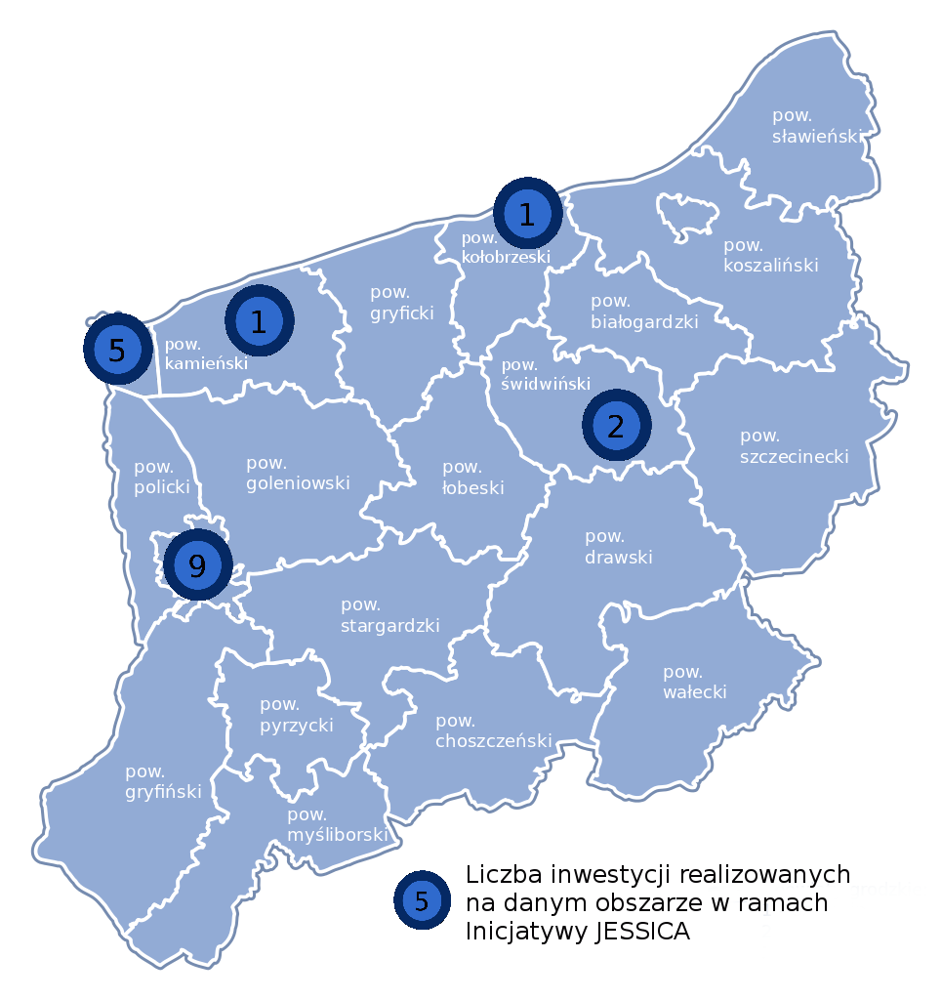 pow.
sławieński
1
pow.
kołobrzeski
pow.
koszaliński
pow.
gryficki
pow.
białogardzki
1
5
pow.
kamieński
pow.
świdwiński
2
pow.
szczecinecki
pow.
policki
pow.
goleniowski
pow.
łobeski
pow.
drawski
9
pow.
stargardzki
pow.
wałecki
pow.
pyrzycki
pow.
choszczeński
pow.
gryfiński
pow.
myśliborski
5
Liczba inwestycji realizowanych
na danym obszarze w ramach
Inicjatywy JESSICA